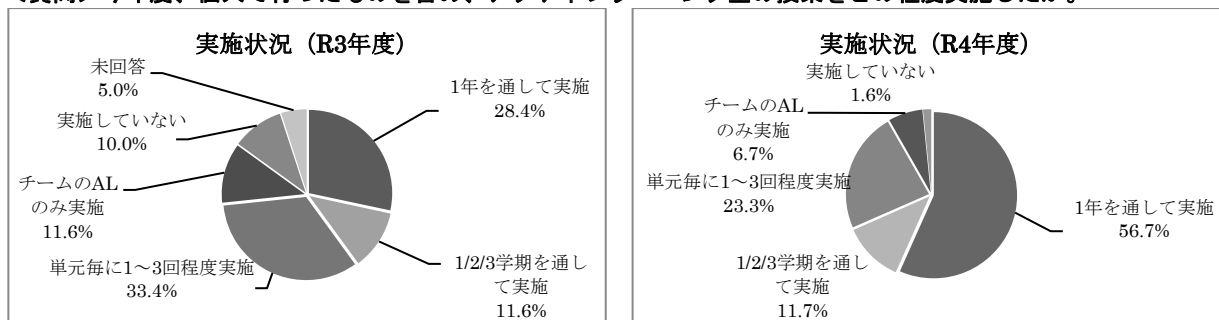 実施状況（R3年度）
未回答
5.0%
1年を通して実施
28.4%
実施していない
10.0%
チームのAL
のみ実施
11.6%
単元毎に1～3回程度実施
33.4%
1/2/3学期を通し
て実施
11.6%
実施状況（R4年度）
実施していない
1.6%
チームのAL
のみ実施
6.7%
単元毎に1～3回程度実施
23.3%
1年を通して実施
56.7%
1/2/3学期を通し
て実施
11.7%